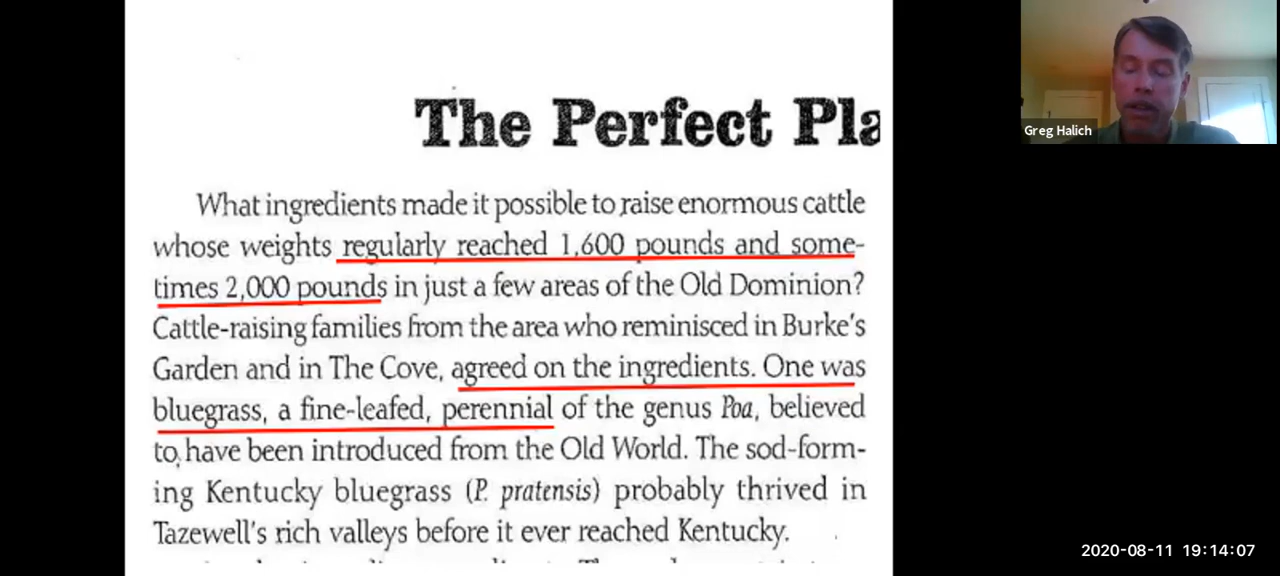 The Perfect Pla
What ingredients made it possible to raise enormous cattle
whose weights regularly reached 1,600 pounds and some-
times 2,000 pounds in just a few areas of the Old Dominion?
Cattle-raising families from the area who reminisced in Burke's
Garden and in The Cove, agreed on the ingredients. One was
bluegrass, a fine-leafed, perennial of the genus Poa, believed
to have been introduced from the Old World. The sod-form-
ing Kentucky bluegrass (P. pratensis) probably thrived in
Tazewell's rich valleys before it ever reached Kentucky.
Greg Halich
2020-08-11 19:14:07